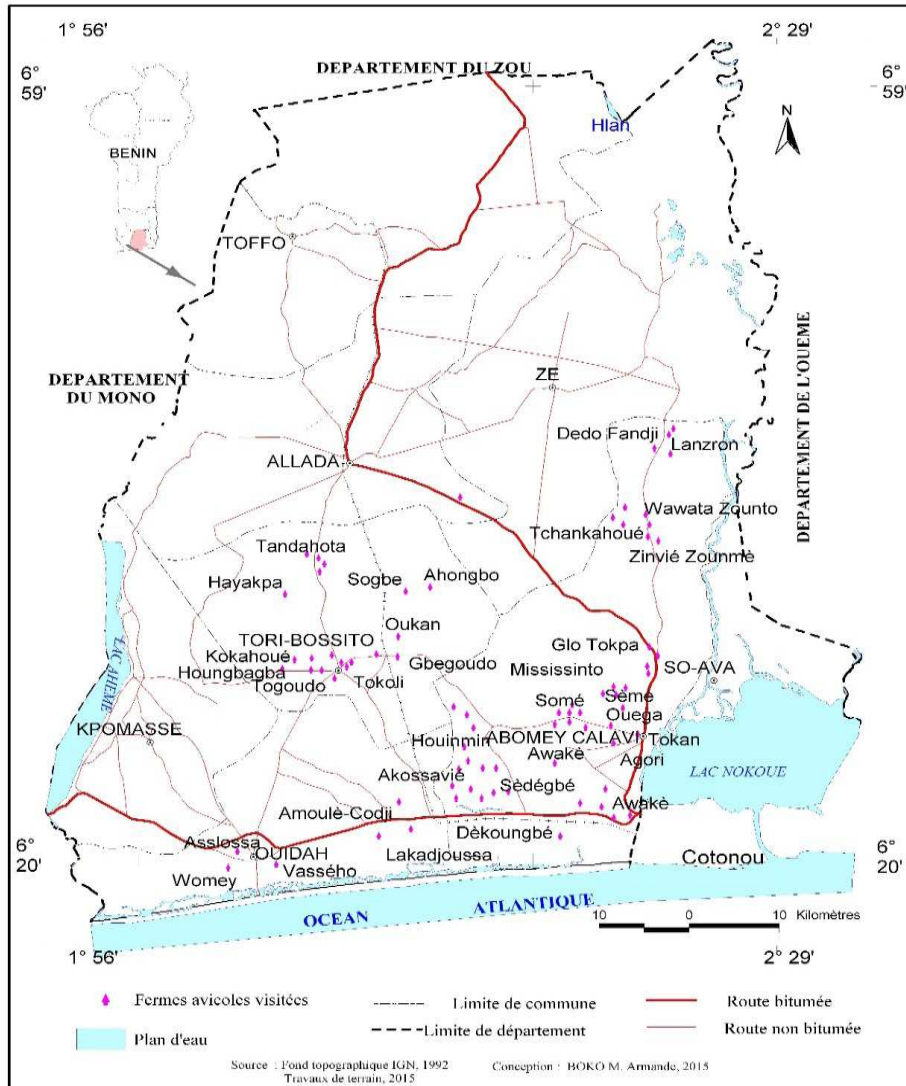 1° 56'
2° 29'
6°
59'
DEPARTEMENT DU ZOU
6°
59'
Hlan
N
BENIN
TOFFO
DEPARTEMENT
DU MONO
ZE
DEPARTEMENT DE L'OUEME
Dedo Fandji
Lanzron
ALLADA
Wawata Zounto
Tchankahoué
Zinvié Zounmè
Tandahota
Hayakpa
Sogbe
Ahongbo
Oukan
TORI-BOSSITO
Kokahoué
Gbegoudo
Glo Tokpa
Houngbagba
Mississinto
SO-AVA
Togoudo
Tokoli
LAC AHEME
Somé
Sèmè
Ouega
KPOMASSE
Houinmin
ABOMEY CALAVI
Tokan
Awakè
Agori
LAC NOKOUE
Akossavié
Sèdégbé
Amoulè-Codji
Awakè
Dèkoungbé
6°
20'
Asslossa
OUIDAH
Lakadjoussa
Cotonou
6°
20'
Womey
Vassého
OCEAN ATLANTIQUE
10 0 10 Kilomètres
1° 56'
2° 29'
Fermes avicoles visitées
Limite de commune
Route bitumée
Plan d'eau
Limite de département
Route non bitumée
Source : Fond topographique IGN, 1992 Conception : BOKO M. Armande, 2015
Travaux de terrain, 2015